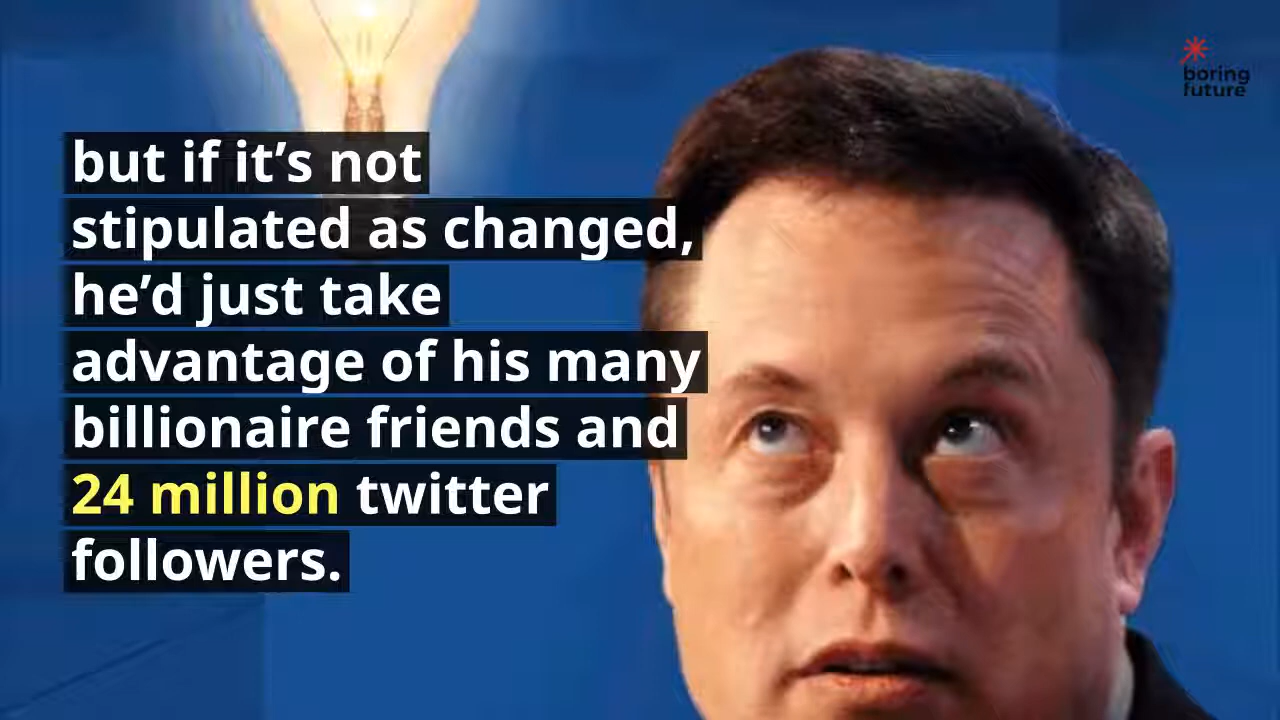 boring
future
but if it’s not
stipulated as changed,
he’d just take
advantage of his many
billionaire friends and
24 million twitter
followers.